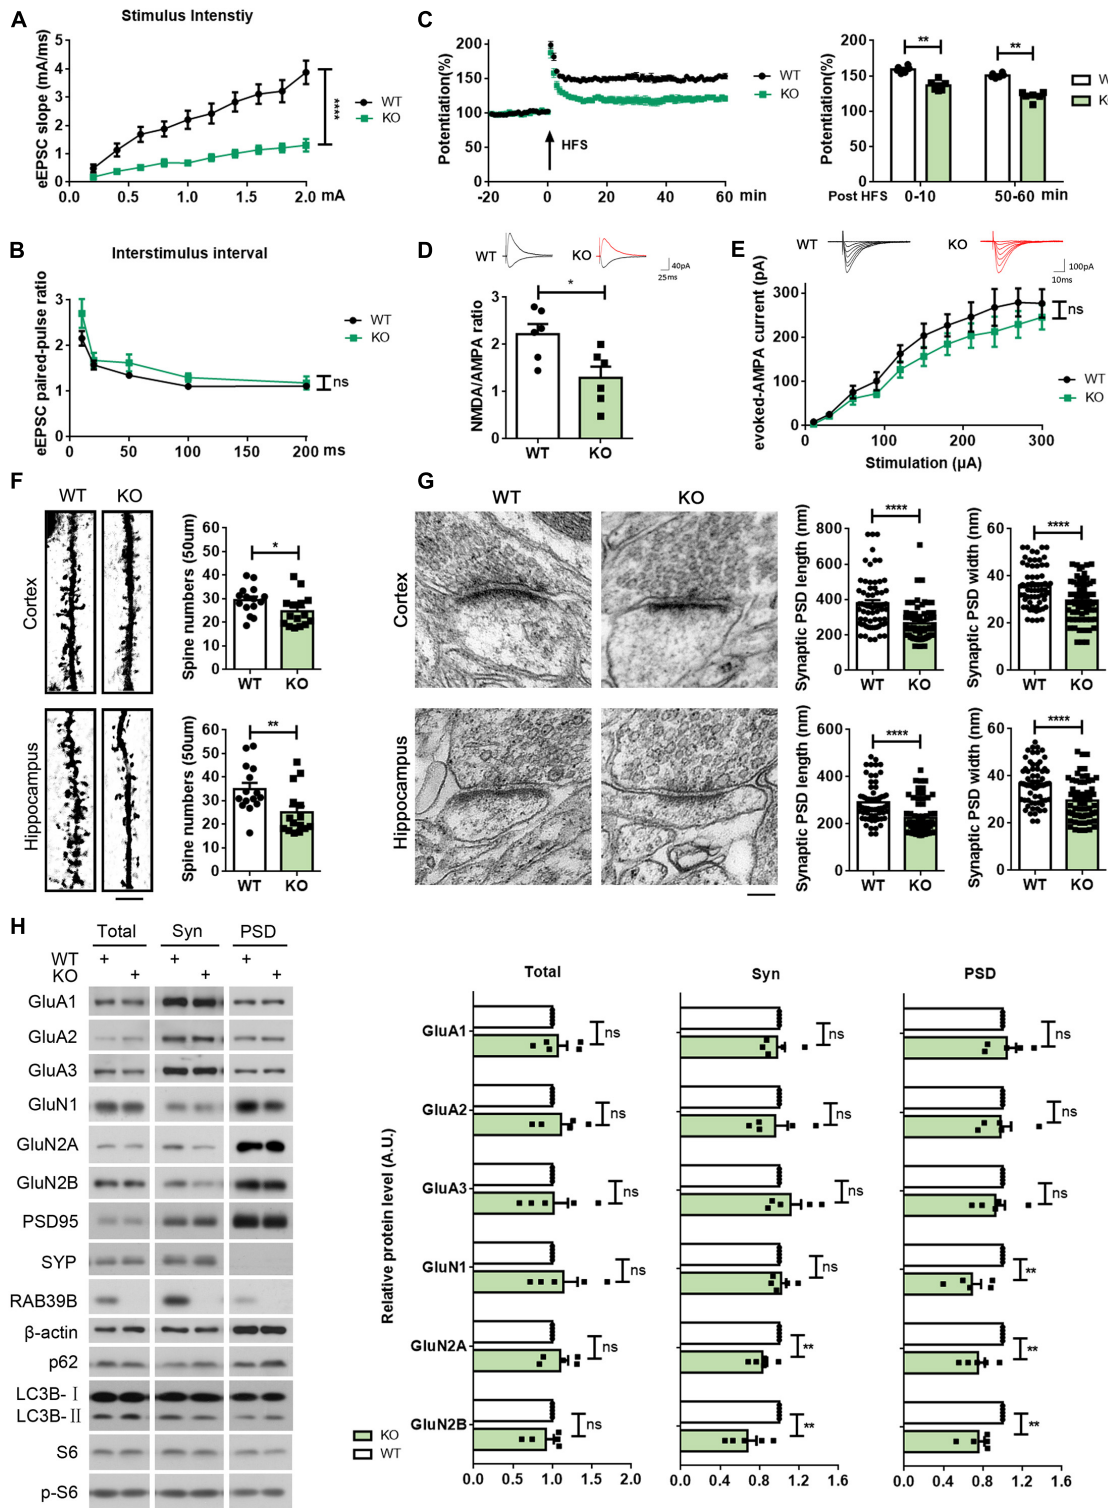 A
Stimulus Intenstiy
eEPSC slope (mA/ms)
5
4
3
2
1
0
0.0 0.5 1.0 1.5 2.0 mA
WT
KO
****
C
Potentiation(%)
200
150
100
50
0
-20 0 20 40 60 min
HFS
WT
KO
Potentiation(%)
200
150
100
50
0
** **
Post HFS 0-10 50-60 min
W
K
B
Interstimulus interval
eEPSC paired-pulse ratio
3
2
1
0
0 50 100 150 200 ms
WT
KO
ns
D
WT KO
40pA
25ms
NMDA/AMPA ratio
3
2
1
0
*
WT KO
E
WT KO
100pA
10ms
evoked-AMPA current (pA)
300
200
100
0
0 100 200 300
Stimulation (μA)
ns
WT
KO
F
WT KO
Cortex
Spine numbers (50um)
60
50
40
30
20
10
0
*
WT KO
Hippocampus
Spine numbers (50um)
60
50
40
30
20
10
0
**
WT KO
G
WT KO
Cortex
Synaptic PSD length (nm)
800
600
400
200
0
****
WT KO
Synaptic PSD width (nm)
60
40
20
0
****
WT KO
Hippocampus
Synaptic PSD length (nm)
600
400
200
0
****
WT KO
Synaptic PSD width (nm)
60
40
20
0
****
WT KO
H
Total Syn PSD
WT + + +
KO + + +
GluA1
GluA2
GluA3
GluN1
GluN2A
GluN2B
PSD95
SYP
RAB39B
β-actin
p62
LC3B-Ⅰ
LC3B-Ⅱ
S6
p-S6
Relative protein level (A.U.)
Total Syn PSD
GluA1 ns ns ns
GluA2 ns ns ns
GluA3 ns ns ns
GluN1 ns ns **
GluN2A ns ** **
GluN2B ns ** **
KO
WT
0.0 0.5 1.0 1.5 2.0
0.0 0.4 0.8 1.2 1.6
0.0 0.4 0.8 1.2 1.6